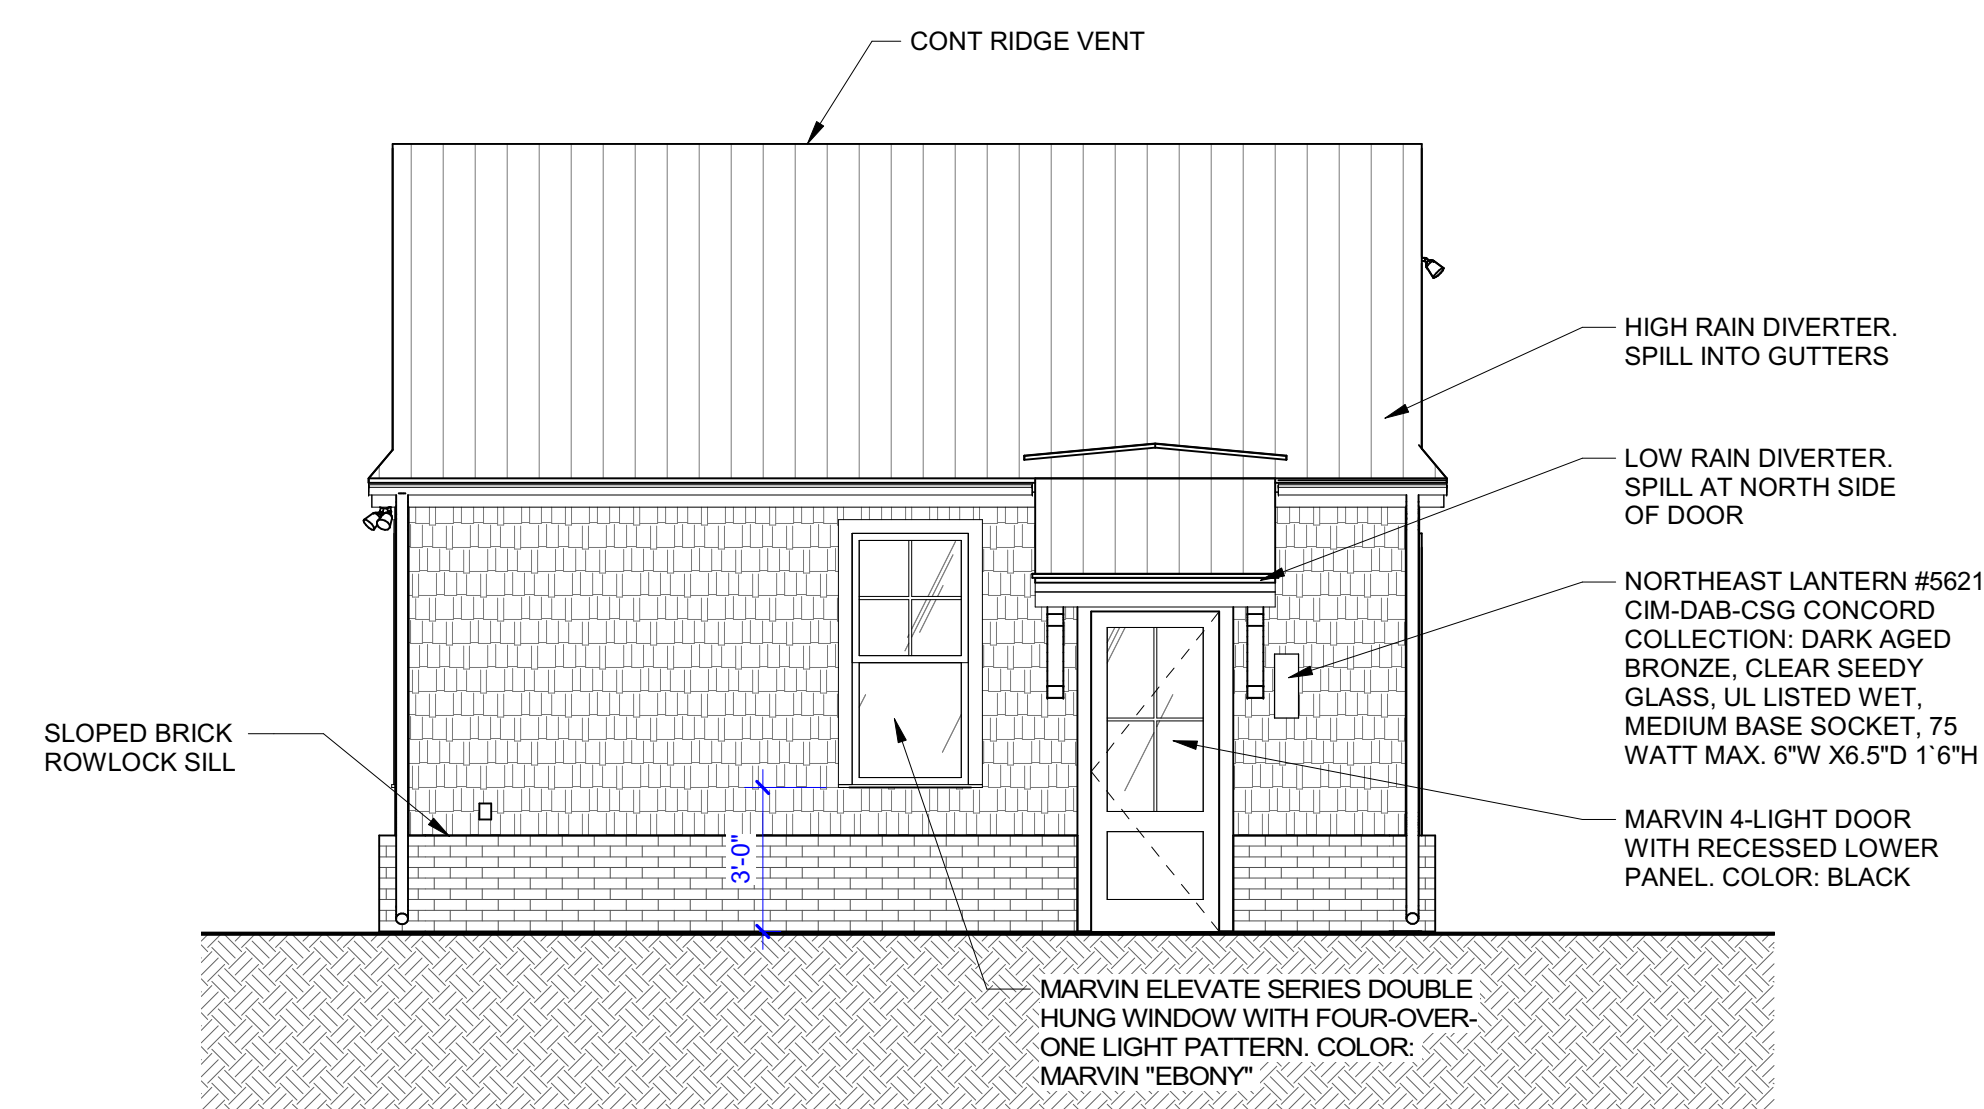 CONT RIDGE VENT
HIGH RAIN DIVERTER.
SPILL INTO GUTTERS
LOW RAIN DIVERTER.
SPILL AT NORTH SIDE
OF DOOR
NORTHEAST LANTERN #5621
CIM-DAB-CSG CONCORD
COLLECTION: DARK AGED
BRONZE, CLEAR SEEDY
GLASS, UL LISTED WET,
MEDIUM BASE SOCKET, 75
WATT MAX. 6"W X6.5"D 1`6"H
SLOPED BRICK
ROWLOCK SILL
MARVIN 4-LIGHT DOOR
WITH RECESSED LOWER
PANEL. COLOR: BLACK
3'-0"
MARVIN ELEVATE SERIES DOUBLE
HUNG WINDOW WITH FOUR-OVER-
ONE LIGHT PATTERN. COLOR:
MARVIN "EBONY"